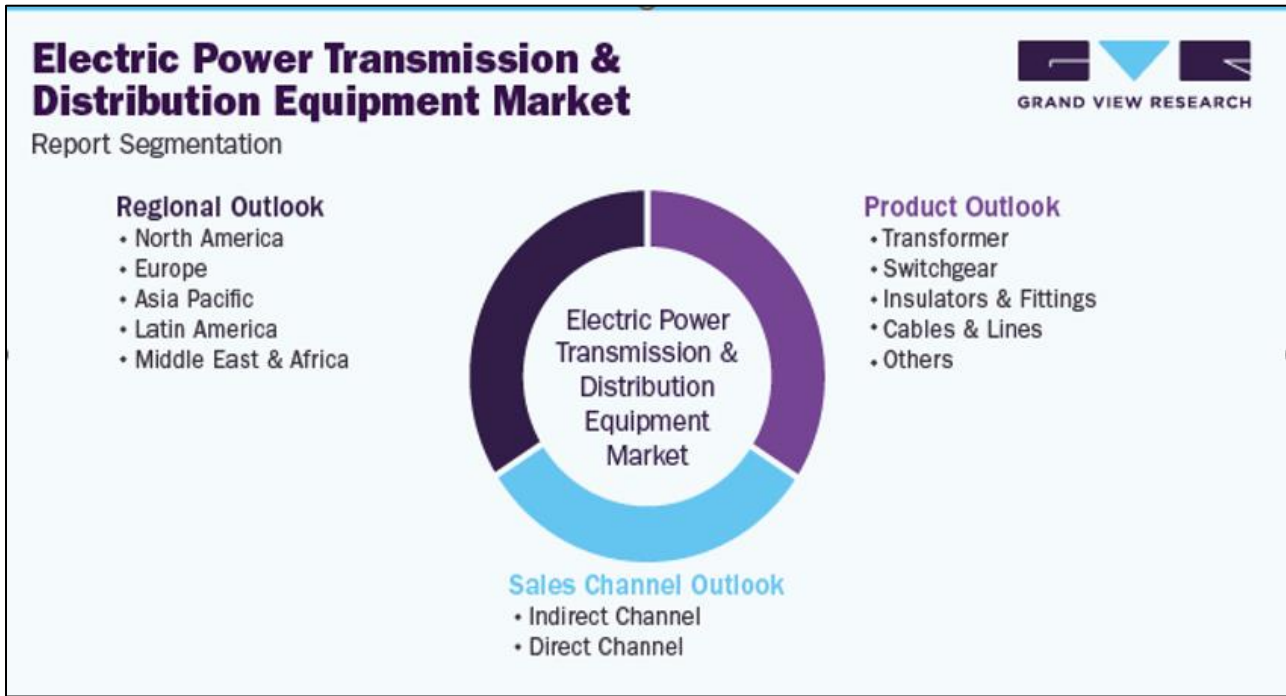 Electric Power Transmission &
Distribution Equipment Market
Report Segmentation
GRAND VIEW RESEARCH
Regional Outlook
• North America
• Europe
• Asia Pacific
• Latin America
• Middle East & Africa
Electric Power
Transmission &
Distribution
Equipment
Market
Product Outlook
• Transformer
• Switchgear
• Insulators & Fittings
• Cables & Lines
• Others
Sales Channel Outlook
• Indirect Channel
• Direct Channel